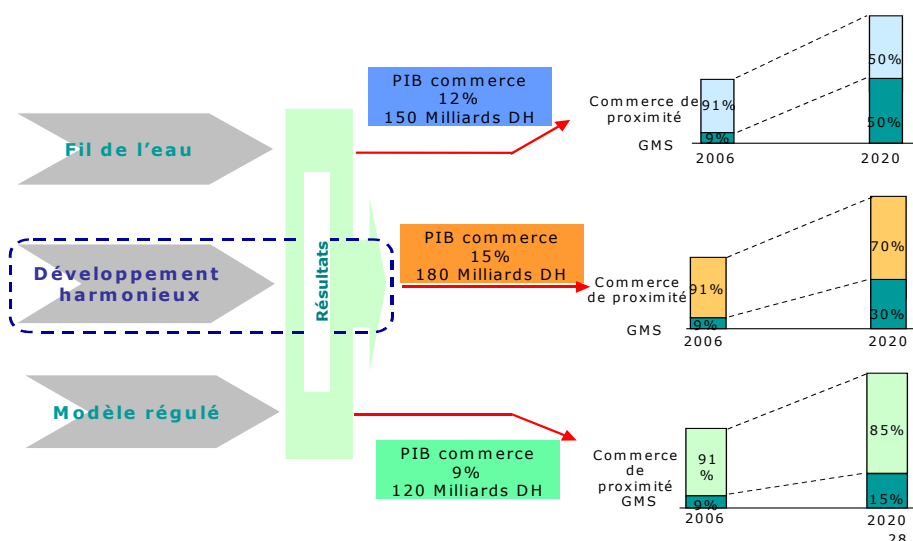 PIB commerce
12%
150 Milliards DH
Fil de l'eau
Commerce de
proximité
GMS
91%
9%
2006
50%
50%
2020
Développement
harmonieux
Résultats
PIB commerce
15%
180 Milliards DH
Commerce
de proximité
GMS
91%
9%
2006
70%
30%
2020
Modèle régulé
PIB commerce
9%
120 Milliards DH
Commerce
de
proximité
GMS
91
%
9%
2006
85%
15%
2020
28